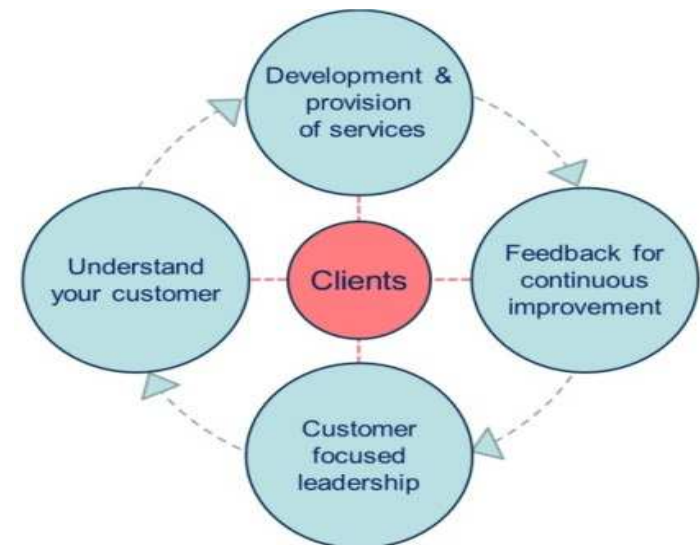 Development &
provision
of services
Understand
your customer
Clients
Feedback for
continuous
improvement
Customer
focused
leadership